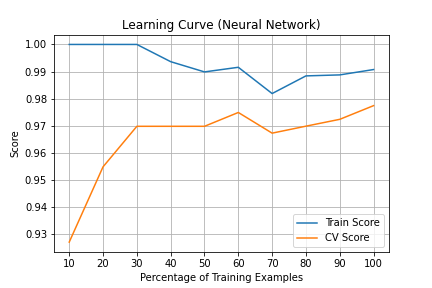 Learning Curve (Neural Network)
1.00
0.99
0.98
0.97
0.96
0.95
0.94
0.93
Score
10 20 30 40 50 60 70 80 90 100
Percentage of Training Examples
Train Score
CV Score